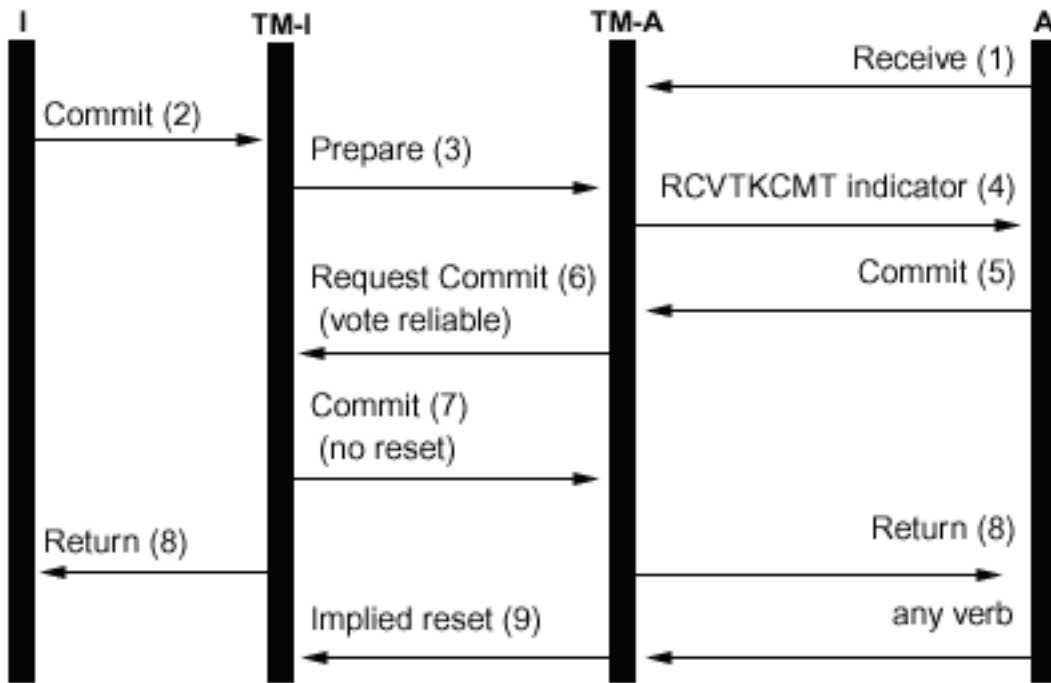 I
TM-I
TM-A
A
Receive (1)
Commit (2)
Prepare (3)
RCVTKCMT indicator (4)
Commit (5)
Request Commit (6)
(vote reliable)
Commit (7)
(no reset)
Return (8)
Return (8)
Implied reset (9)
any verb